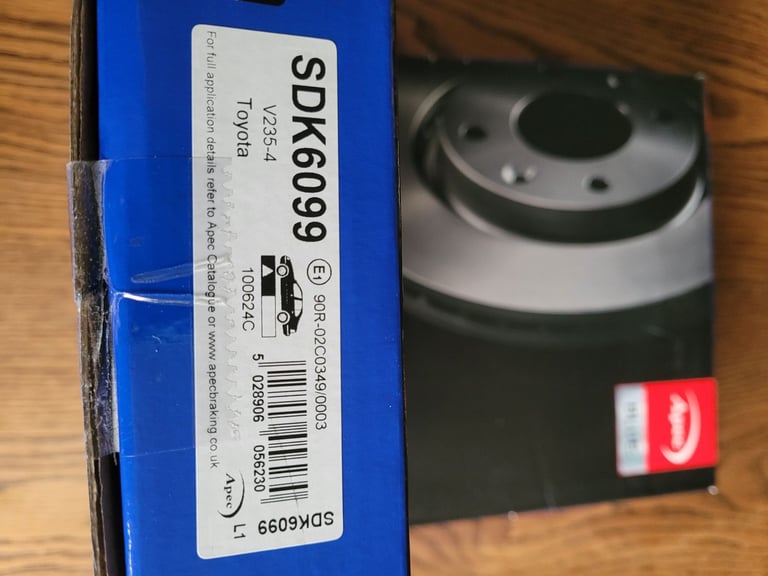 SDK6099
E1 90R-02C0349/0003
V235-4
Toyota
100624C
5 028906 056230
For full application details refer to Apec Catalogue or www.apecbraking.co.uk
Apec
L1
SDK6099
Apec